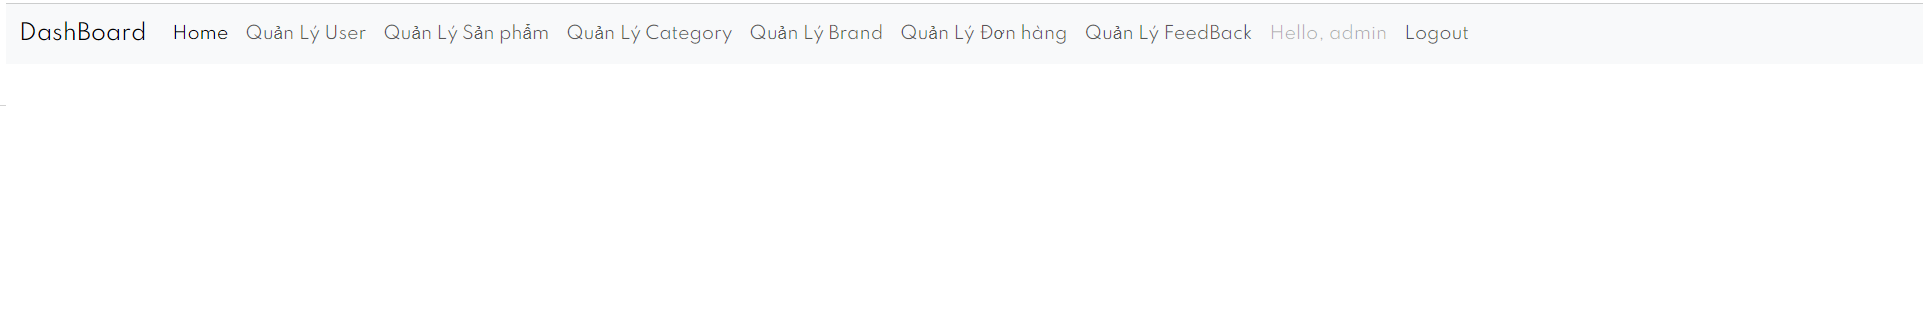 DashBoard Home Quản Lý User Quản Lý Sản phẩm Quản Lý Category Quản Lý Brand Quản Lý Đơn hàng Quản Lý FeedBack Hello, admin Logout